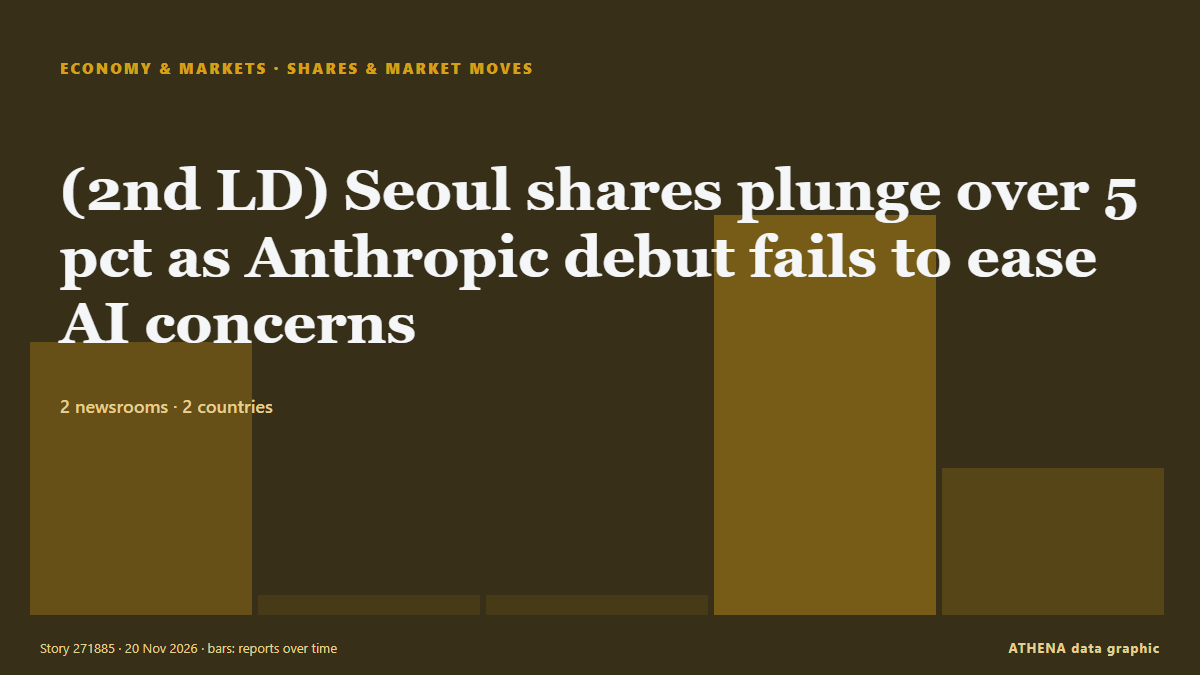 ECONOMY & MARKETS · SHARES & MARKET MOVES
(2nd LD) Seoul shares plunge over 5
pct as Anthropic debut fails to ease
AI concerns
2 newsrooms · 2 countries
Story 271885 · 20 Nov 2026 · bars: reports over time
ATHENA data graphic